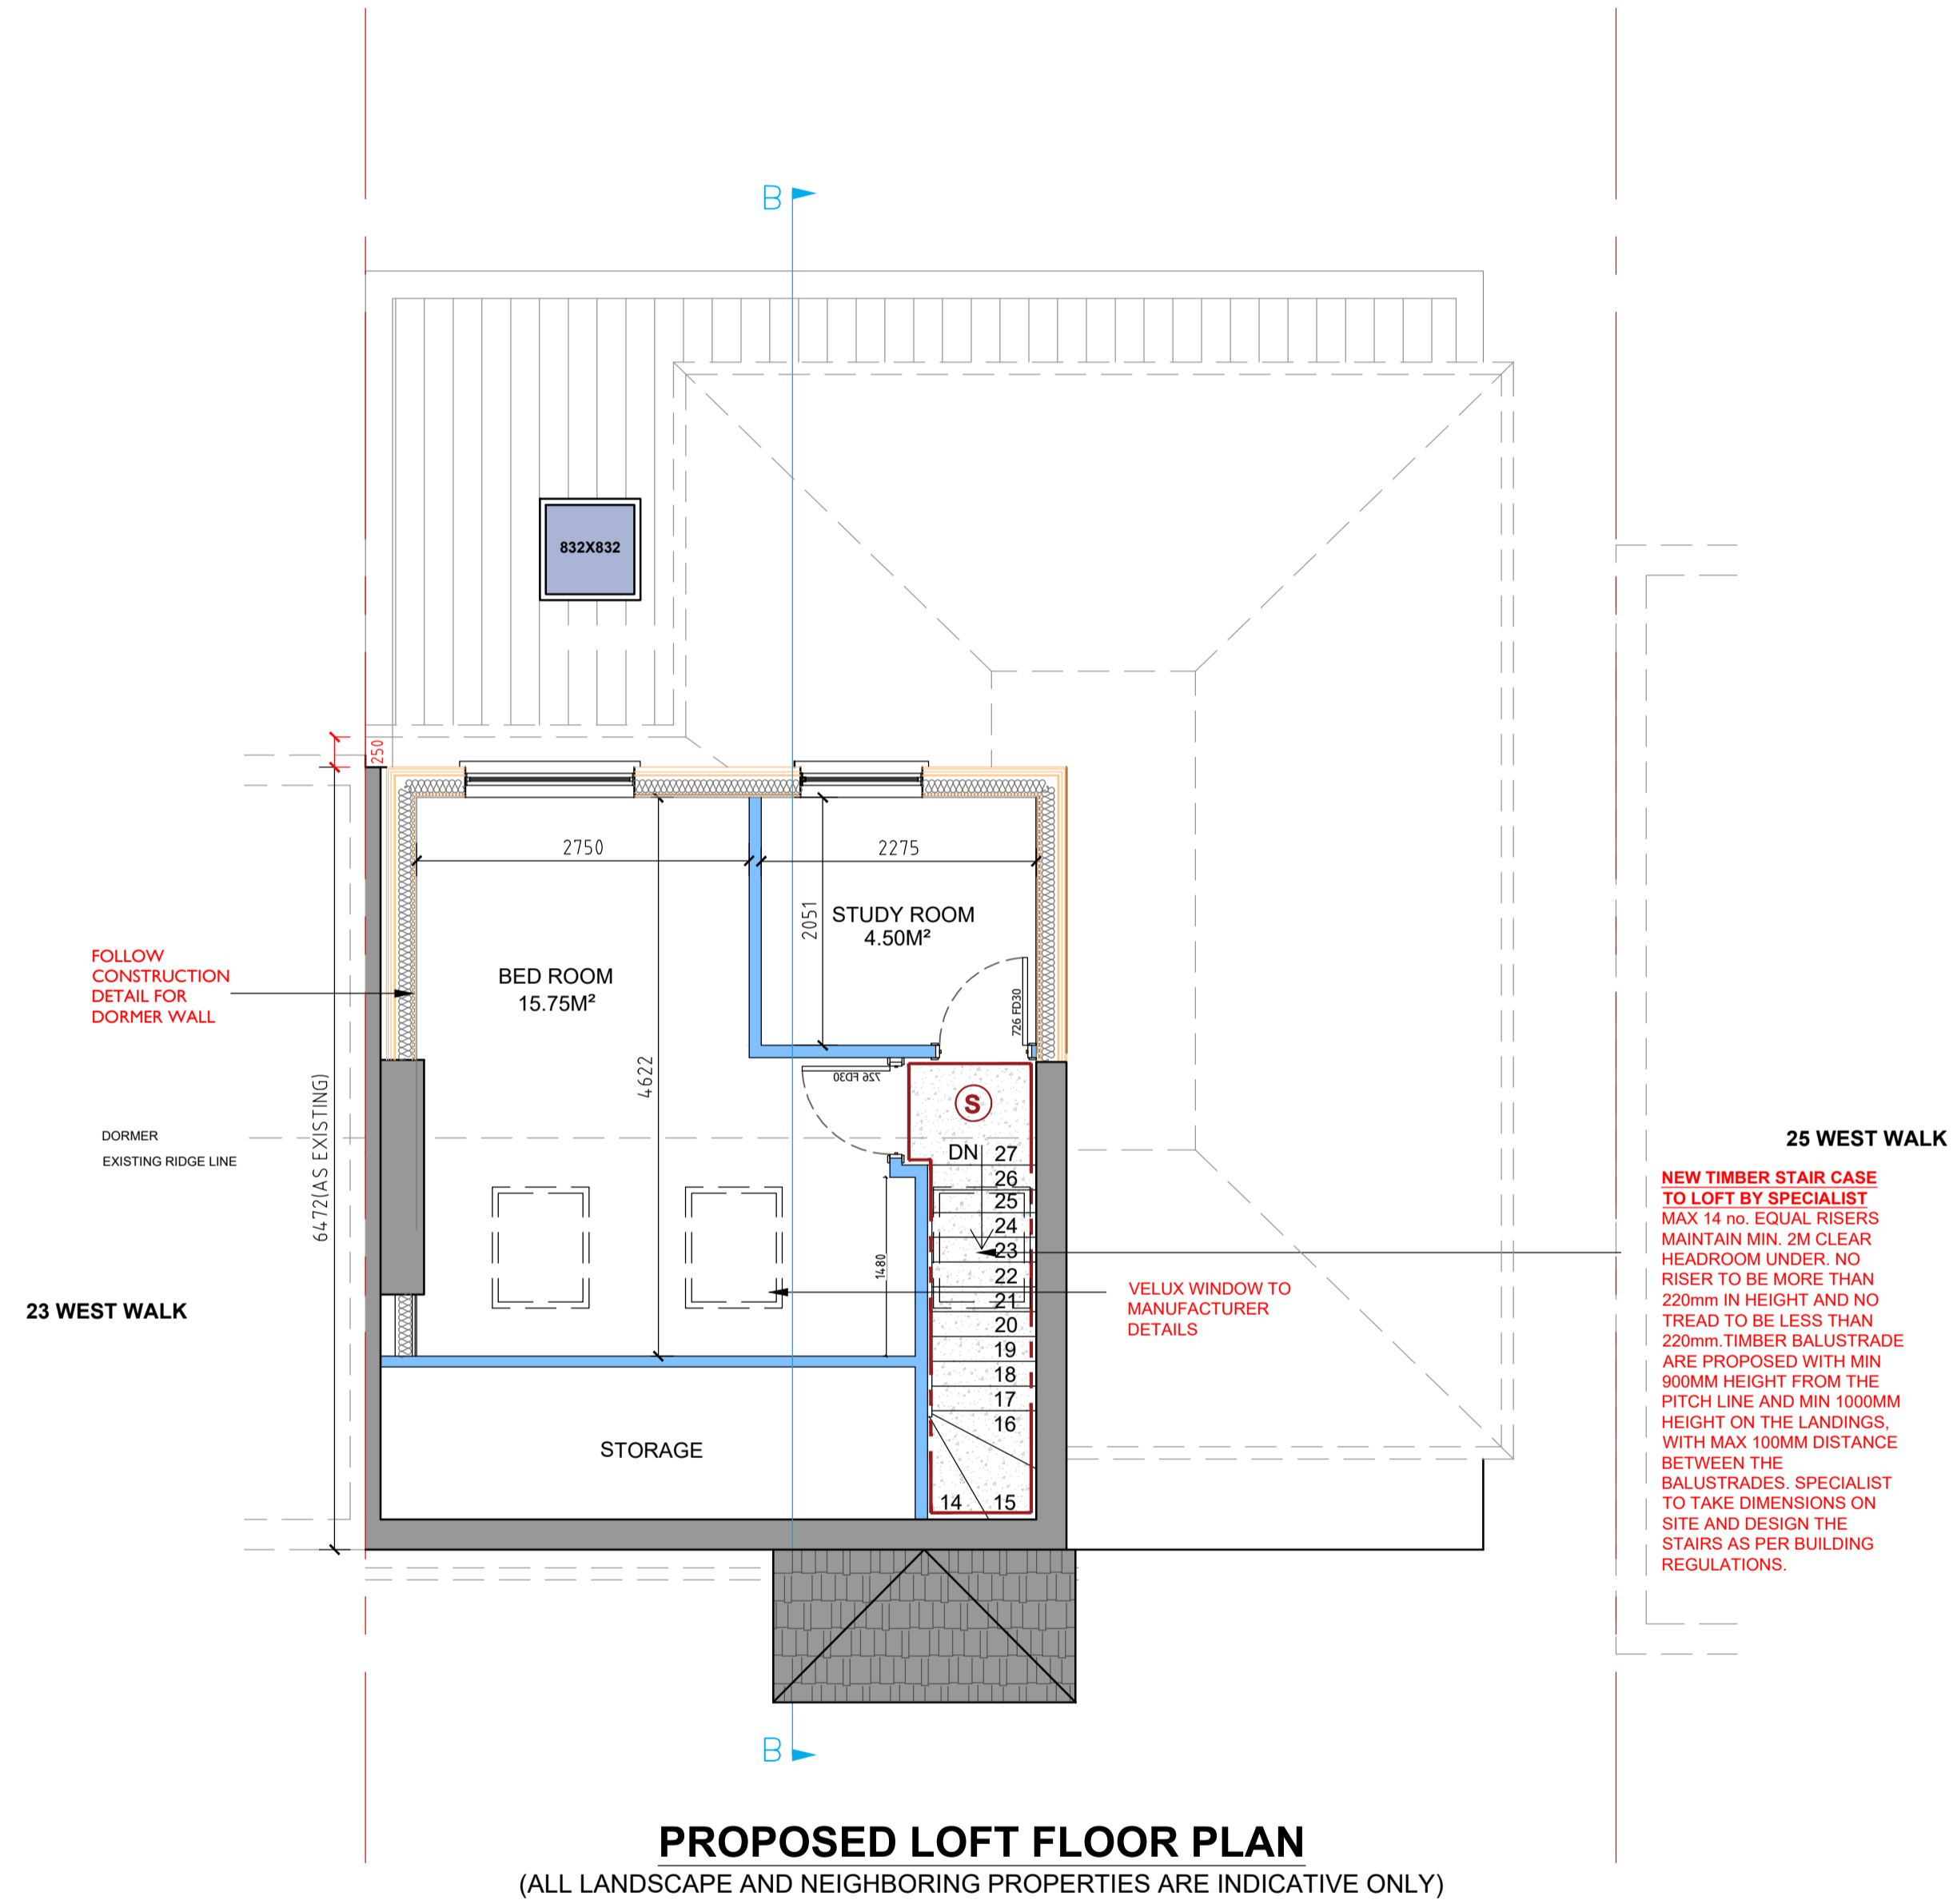 B
832X832
250
2750
2275
2051
STUDY ROOM
4.50M²
FOLLOW
CONSTRUCTION
DETAIL FOR
DORMER WALL
BED ROOM
15.75M²
726 FD30
4622
726 FD30
6472(AS EXISTING)
S
DORMER
EXISTING RIDGE LINE
DN
27
26
25
24
23
22
21
20
19
18
17
16
14 15
1480
25 WEST WALK
NEW TIMBER STAIR CASE
TO LOFT BY SPECIALIST
MAX 14 no. EQUAL RISERS
MAINTAIN MIN. 2M CLEAR
HEADROOM UNDER. NO
RISER TO BE MORE THAN
220mm IN HEIGHT AND NO
TREAD TO BE LESS THAN
220mm.TIMBER BALUSTRADE
ARE PROPOSED WITH MIN
900MM HEIGHT FROM THE
PITCH LINE AND MIN 1000MM
HEIGHT ON THE LANDINGS,
WITH MAX 100MM DISTANCE
BETWEEN THE
BALUSTRADES. SPECIALIST
TO TAKE DIMENSIONS ON
SITE AND DESIGN THE
STAIRS AS PER BUILDING
REGULATIONS.
VELUX WINDOW TO
MANUFACTURER
DETAILS
23 WEST WALK
STORAGE
B
PROPOSED LOFT FLOOR PLAN
(ALL LANDSCAPE AND NEIGHBORING PROPERTIES ARE INDICATIVE ONLY)